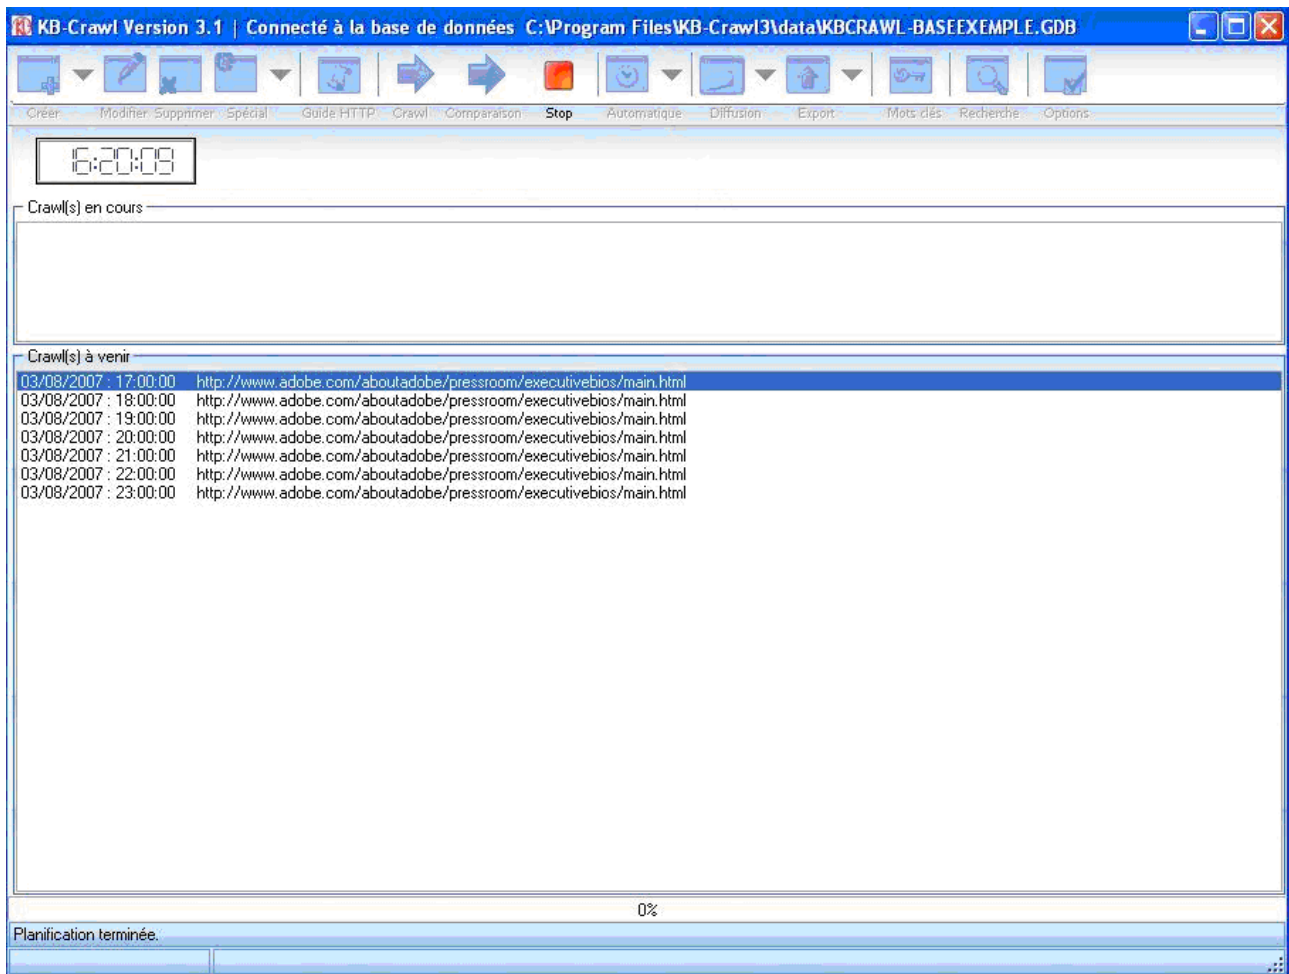 KB-Crawl Version 3.1 | Connecté à la base de données C:\Program Files\KB-Crawl3\data\KBCRAWL-BASEEXEMPLE.GDB
Créer Modifier Supprimer Spécial Guide HTTP Crawl Comparaison Stop Automatique Diffusion Export Mots clés Recherche Options
16:20:09
Crawl(s) en cours
Crawl(s) à venir
03/08/2007 : 17:00:00 http://www.adobe.com/aboutadobe/pressroom/executivebios/main.html
03/08/2007 : 18:00:00 http://www.adobe.com/aboutadobe/pressroom/executivebios/main.html
03/08/2007 : 19:00:00 http://www.adobe.com/aboutadobe/pressroom/executivebios/main.html
03/08/2007 : 20:00:00 http://www.adobe.com/aboutadobe/pressroom/executivebios/main.html
03/08/2007 : 21:00:00 http://www.adobe.com/aboutadobe/pressroom/executivebios/main.html
03/08/2007 : 22:00:00 http://www.adobe.com/aboutadobe/pressroom/executivebios/main.html
03/08/2007 : 23:00:00 http://www.adobe.com/aboutadobe/pressroom/executivebios/main.html
0%
Planification terminée.